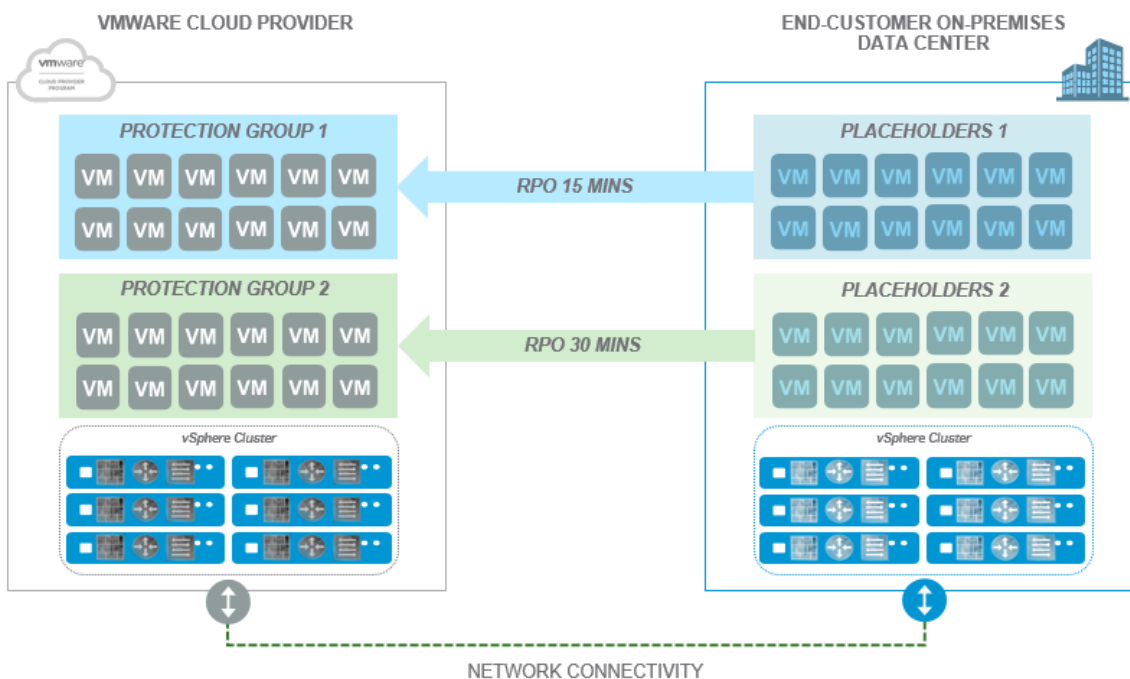 VMWARE CLOUD PROVIDER
END-CUSTOMER ON-PREMISES
DATA CENTER
vmware
CLOUD PROVIDER
PROGRAM
PROTECTION GROUP 1
VM VM VM VM VM VM
VM VM VM VM VM VM
RPO 15 MINS
PLACEHOLDERS 1
VM VM VM VM VM VM
VM VM VM VM VM VM
PROTECTION GROUP 2
VM VM VM VM VM VM
VM VM VM VM VM VM
RPO 30 MINS
PLACEHOLDERS 2
VM VM VM VM VM VM
VM VM VM VM VM VM
vSphere Cluster
vSphere Cluster
NETWORK CONNECTIVITY